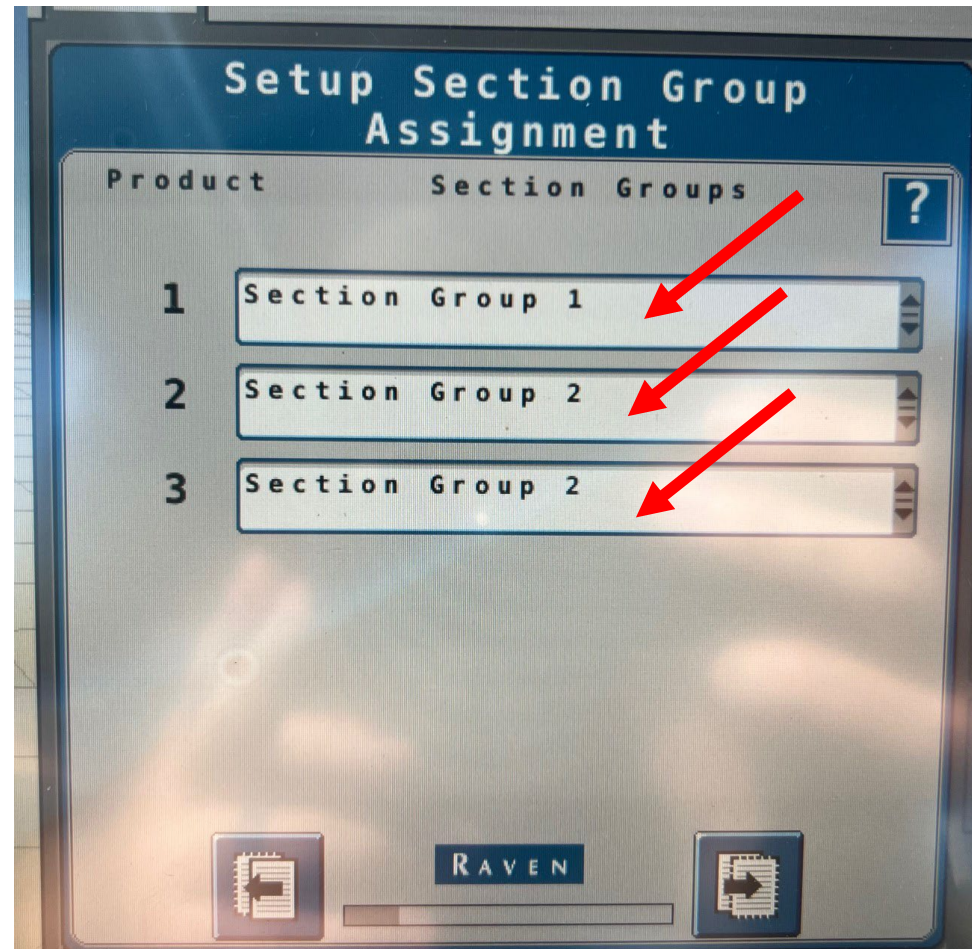 Setup Section Group
Assignment
Product Section Groups
?
1 Section Group 1
2 Section Group 2
3 Section Group 2
RAVEN